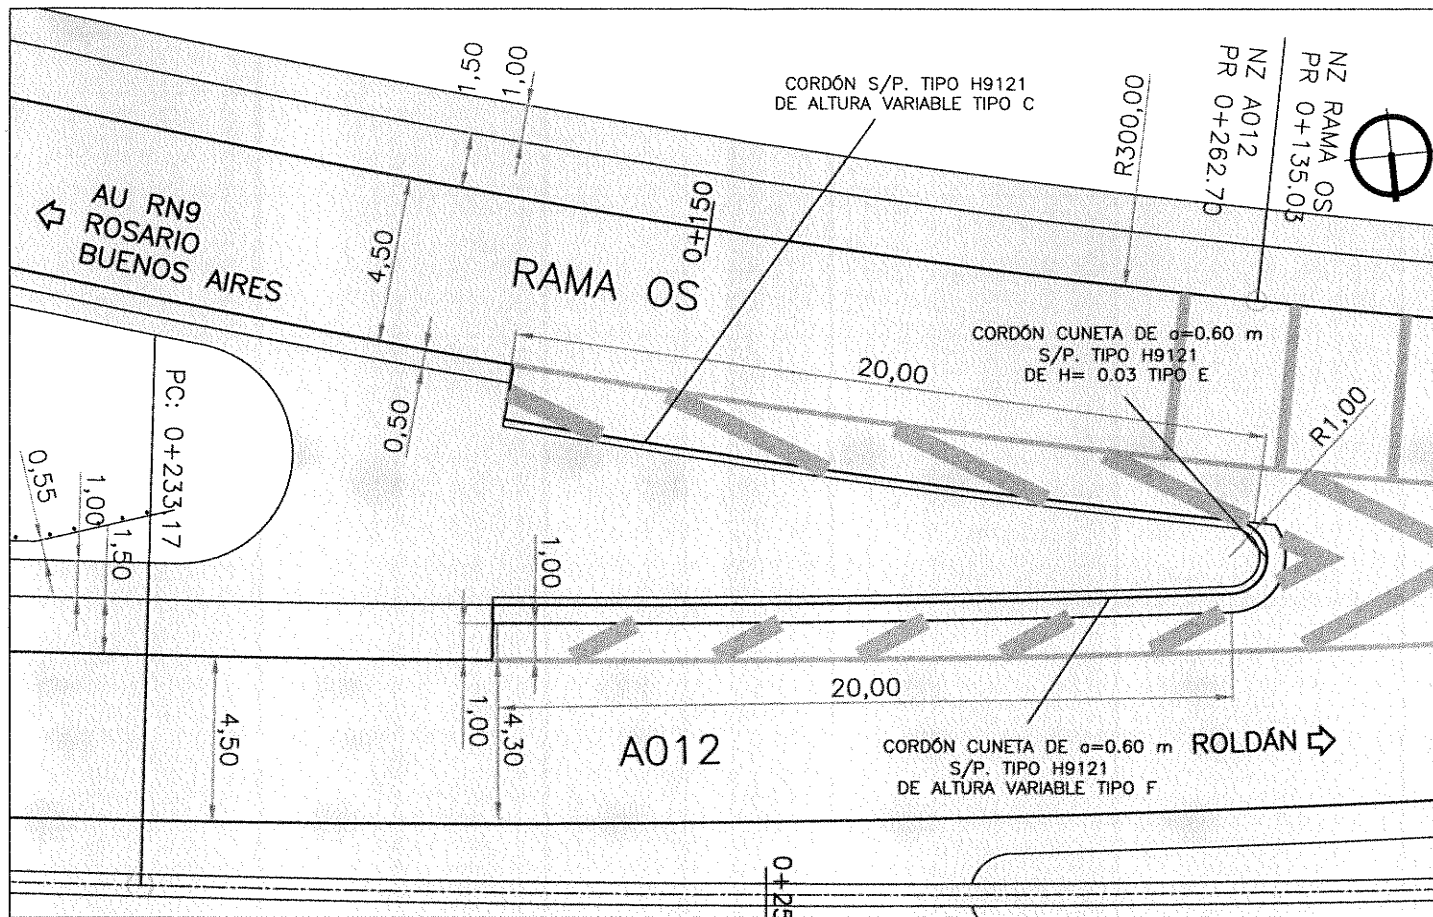 1,50
1,00
CORDÓN S/P. TIPO H9121
DE ALTURA VARIABLE TIPO C
R300,00
NZ A012
PR 0+262.70
NZ RAMA OS
PR 0+135.03
AU RN9
ROSARIO
BUENOS AIRES
4,50
RAMA OS
0+150
CORDÓN CUNETA DE a=0.60 m
S/P. TIPO H9121
DE H= 0.03 TIPO E
20,00
R1,00
0,50
PC: 0+233.17
0,55
1,00
1,50
1,00
20,00
1,00
4,30
4,50
A012
CORDÓN CUNETA DE a=0.60 m
S/P. TIPO H9121
DE ALTURA VARIABLE TIPO F
ROLDÁN
0+25